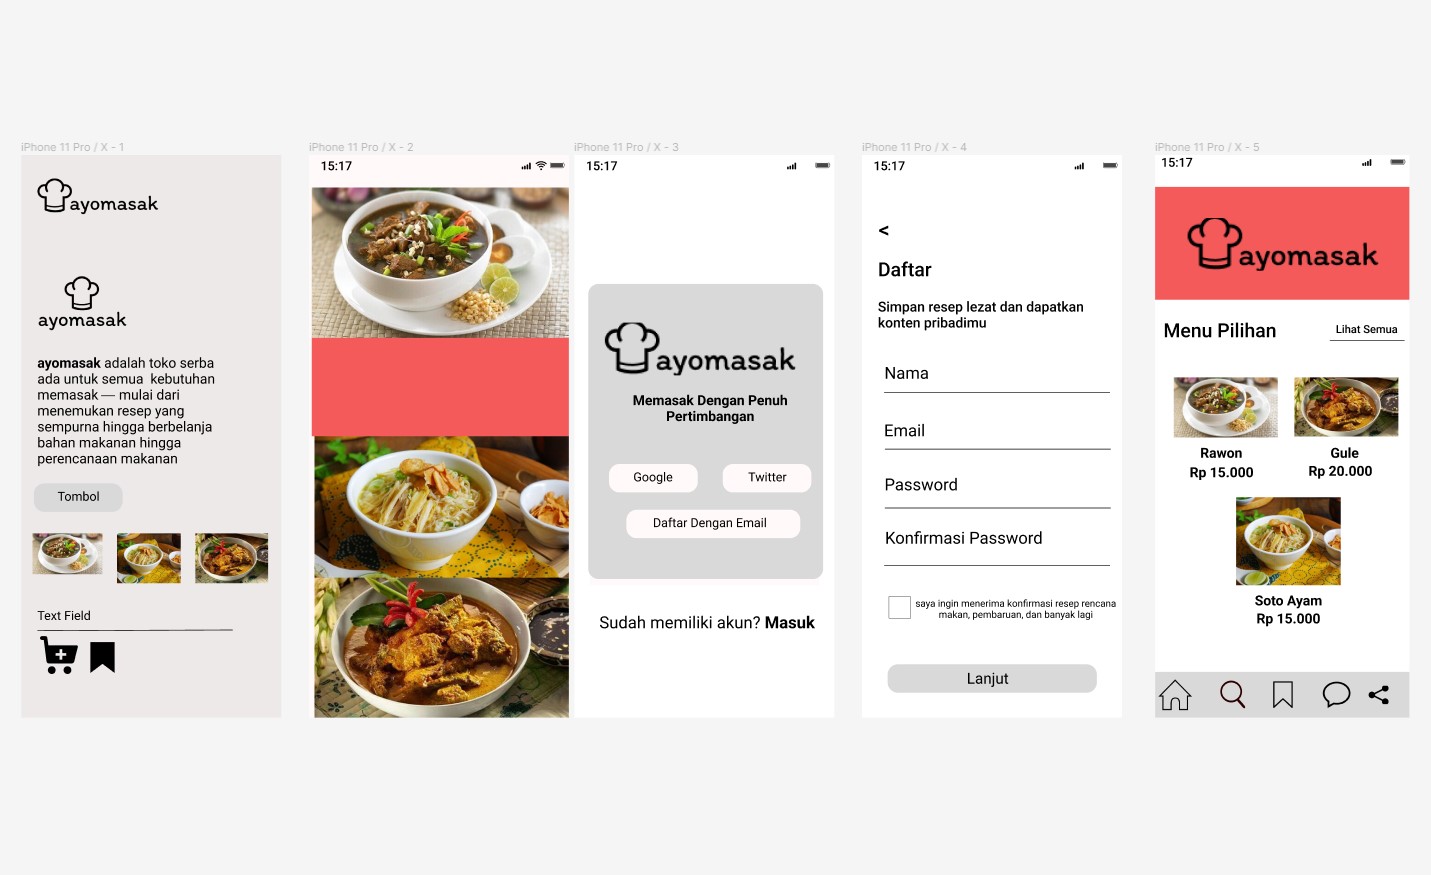 iPhone 11 Pro / X - 1
ayomasak
ayomasak
ayomasak adalah toko serba
ada untuk semua  kebutuhan
memasak — mulai dari
menemukan resep yang
sempurna hingga berbelanja
bahan makanan hingga
perencanaan makanan
Tombol
Text Field
iPhone 11 Pro / X - 2
15:17
iPhone 11 Pro / X - 3
15:17
ayomasak
Memasak Dengan Penuh
Pertimbangan
Google
Twitter
Daftar Dengan Email
Sudah memiliki akun? Masuk
iPhone 11 Pro / X - 4
15:17
<
Daftar
Simpan resep lezat dan dapatkan
konten pribadimu
Nama
Email
Password
Konfirmasi Password
saya ingin menerima konfirmasi resep rencana
makan, pembaruan, dan banyak lagi
Lanjut
iPhone 11 Pro / X - 5
15:17
ayomasak
Menu Pilihan
Lihat Semua
Rawon
Rp 15.000
Gule
Rp 20.000
Soto Ayam
Rp 15.000